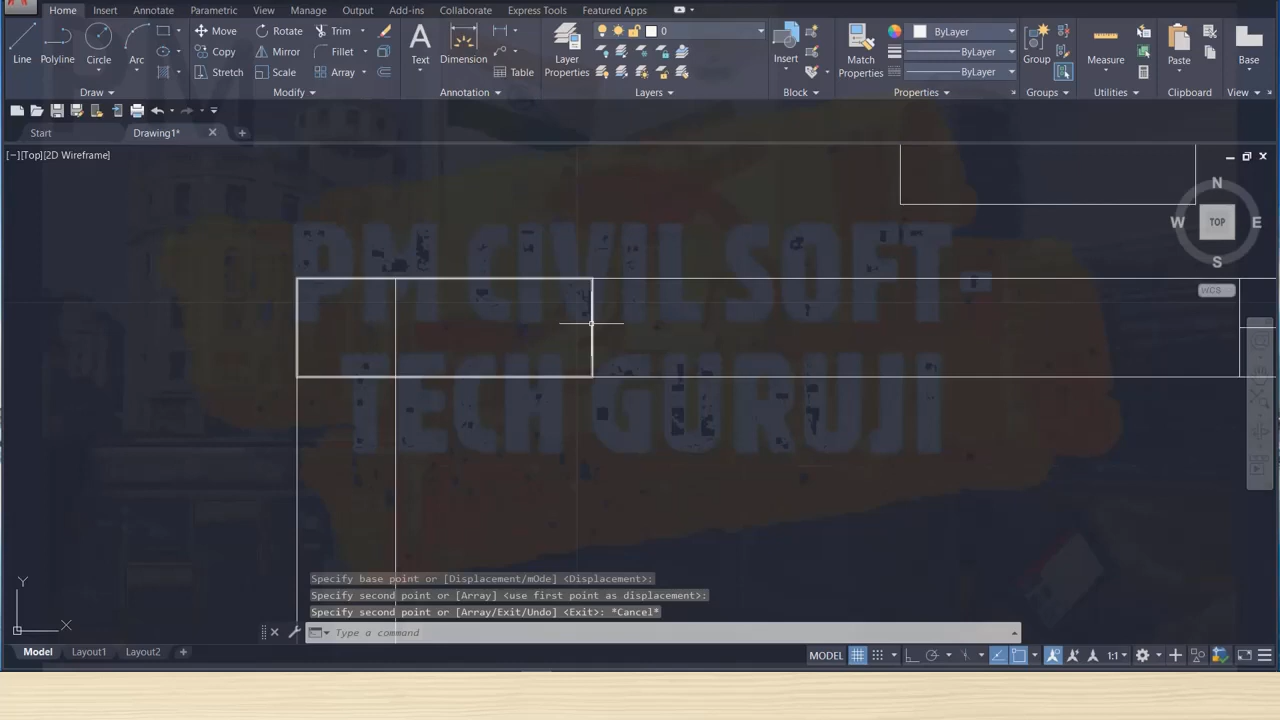 Home Insert Annotate Parametric View Manage Output Add-ins Collaborate Express Tools Featured Apps
Line Polyline Circle Arc
Move Rotate Trim
Copy Mirror Fillet
Stretch Scale Array
Text Dimension Table
Layer Properties
0
Insert
Match Properties
ByLayer
ByLayer
ByLayer
Group
Measure
Paste
Base
Draw Modify Annotation Layers Block Properties Groups Utilities Clipboard View
Start Drawing1*
[−][Top][2D Wireframe]
N
W TOP E
S
WCS
PM CIVIL SOFT-
TECH GURUJI
Specify base point or [Displacement/mOde] <Displacement>:
Specify second point or [Array] <use first point as displacement>:
Specify second point or [Array/Exit/Undo] <Exit>: *Cancel*
Type a command
Y
X
Model Layout1 Layout2
MODEL 1:1